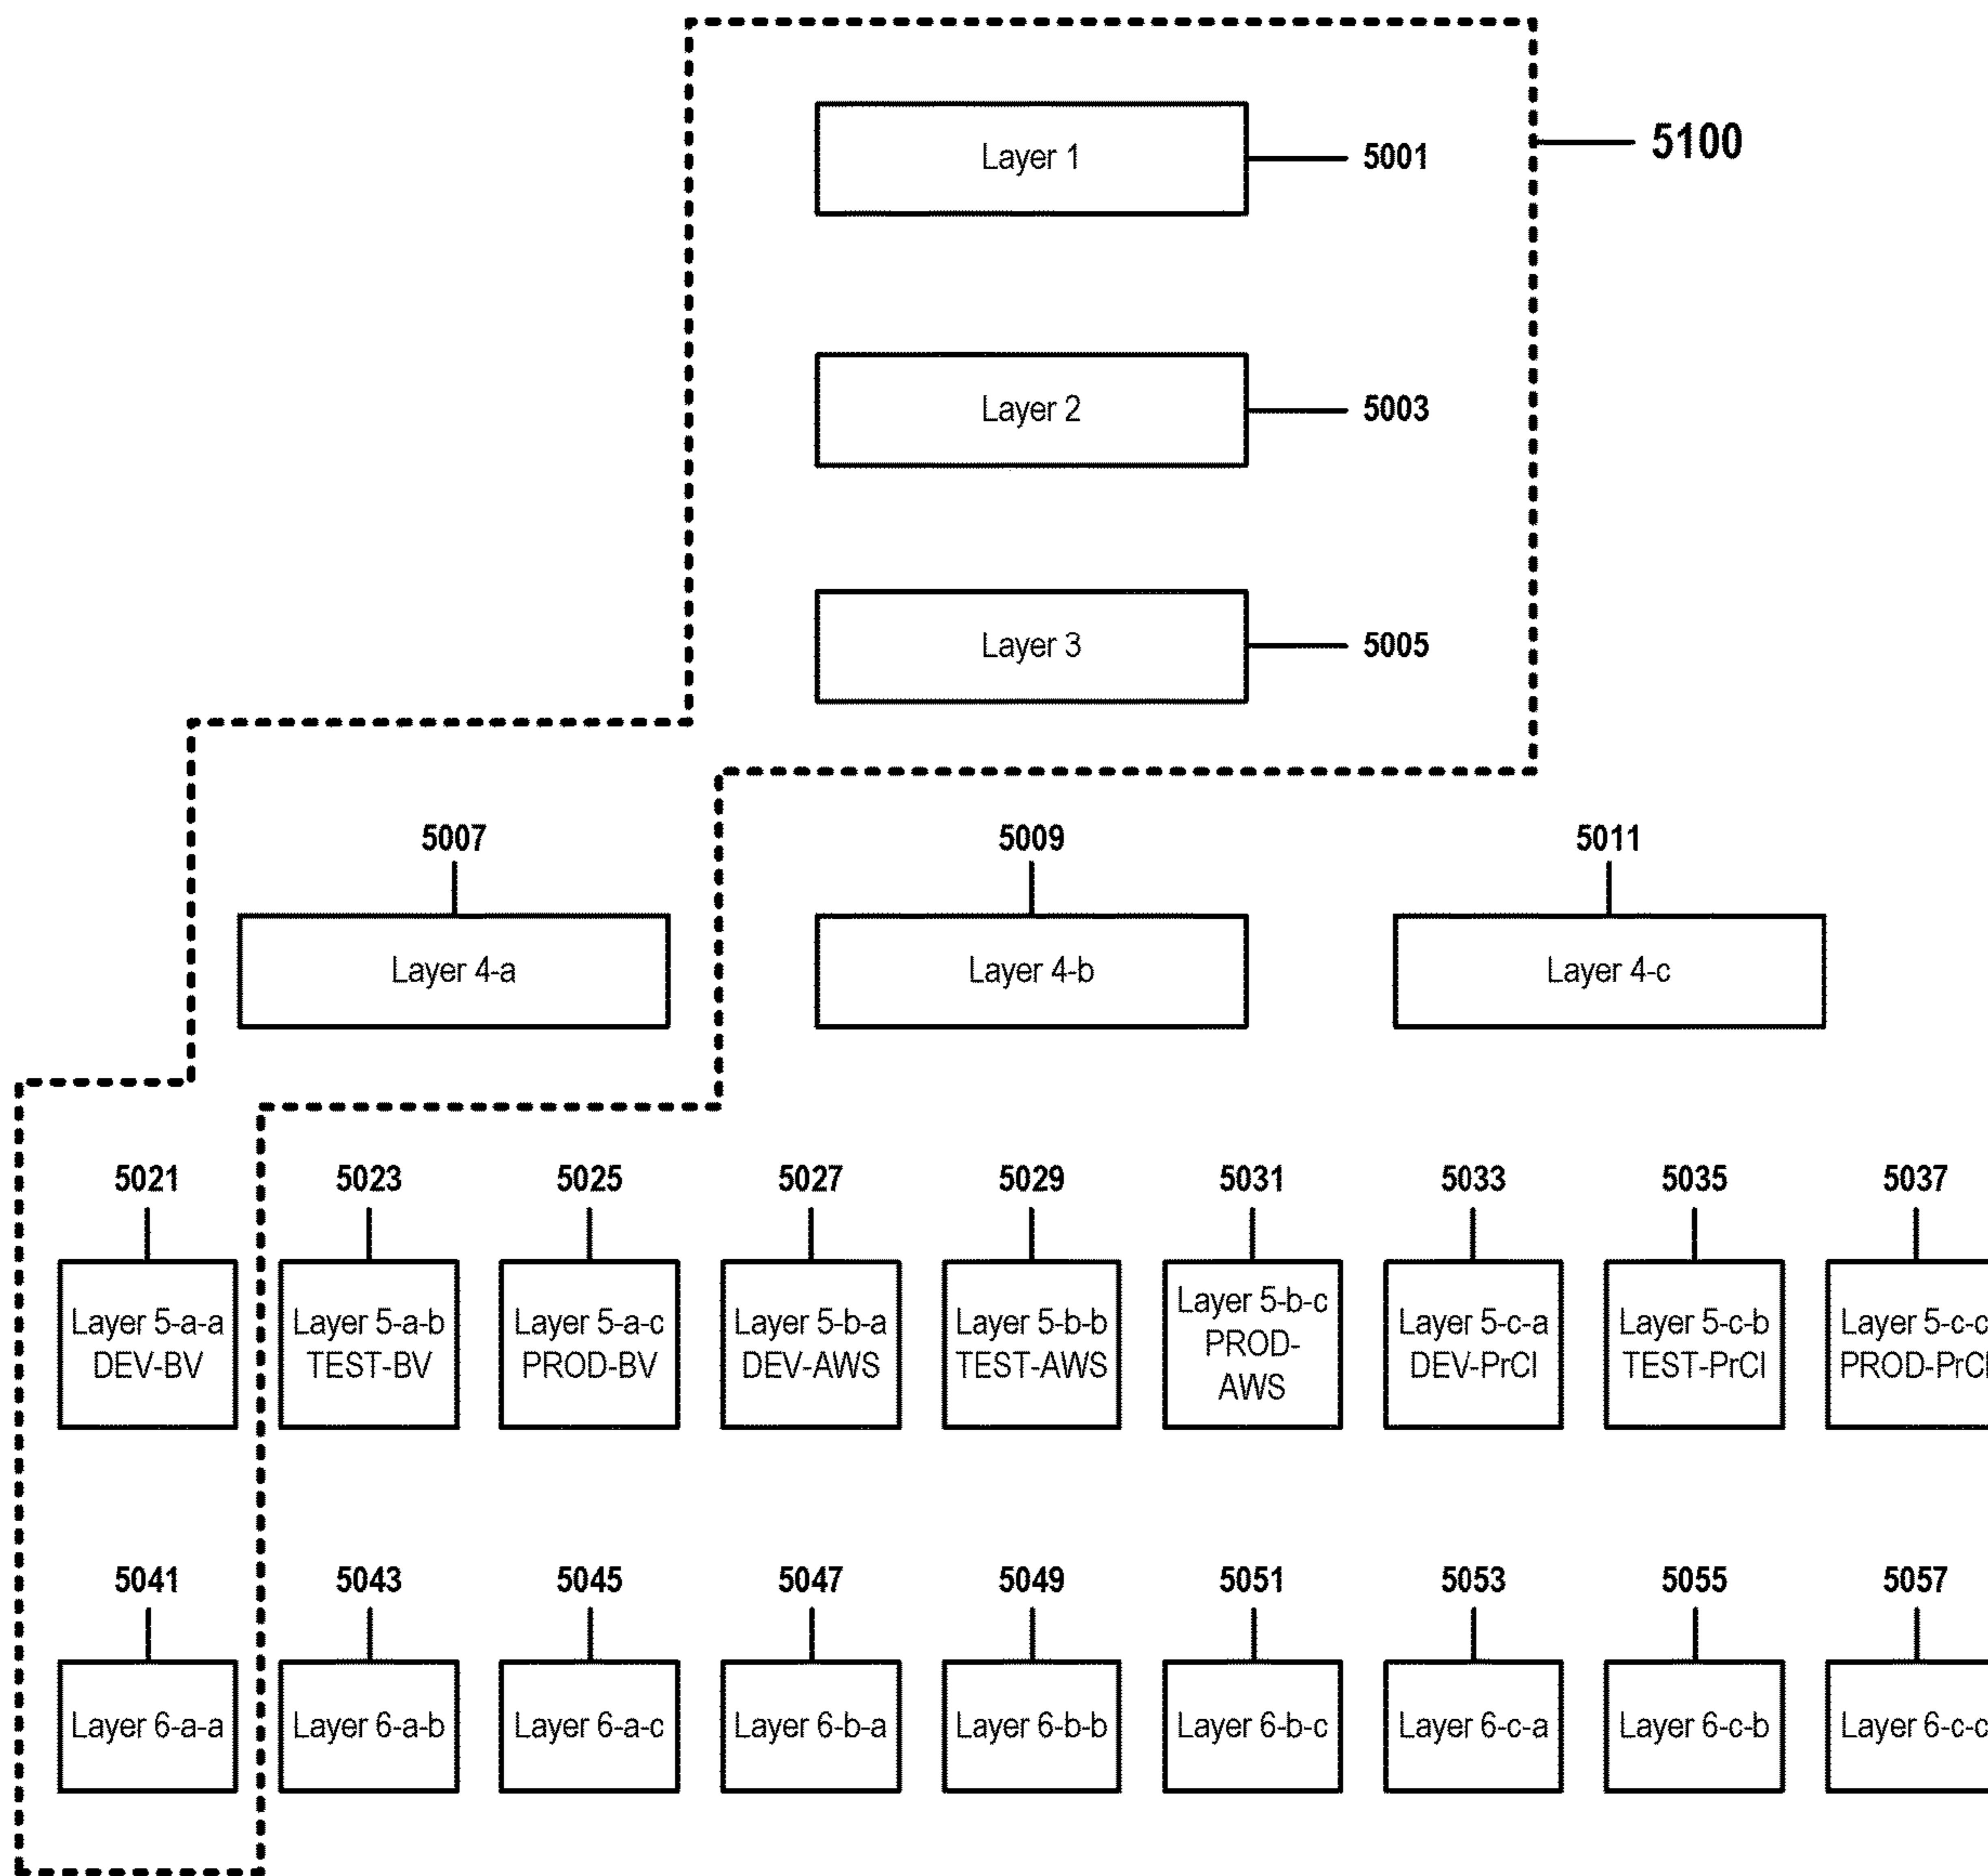 Layer 1
5001
5100
Layer 2
5003
Layer 3
5005
5007
5009
5011
Layer 4-a
Layer 4-b
Layer 4-c
5021
5023
5025
5027
5029
5031
5033
5035
5037
Layer 5-a-a
DEV-BV
Layer 5-a-b
TEST-BV
Layer 5-a-c
PROD-BV
Layer 5-b-a
DEV-AWS
Layer 5-b-b
TEST-AWS
Layer 5-b-c
PROD-
AWS
Layer 5-c-a
DEV-PrCl
Layer 5-c-b
TEST-PrCl
Layer 5-c-c
PROD-PrCl
5041
5043
5045
5047
5049
5051
5053
5055
5057
Layer 6-a-a
Layer 6-a-b
Layer 6-a-c
Layer 6-b-a
Layer 6-b-b
Layer 6-b-c
Layer 6-c-a
Layer 6-c-b
Layer 6-c-c